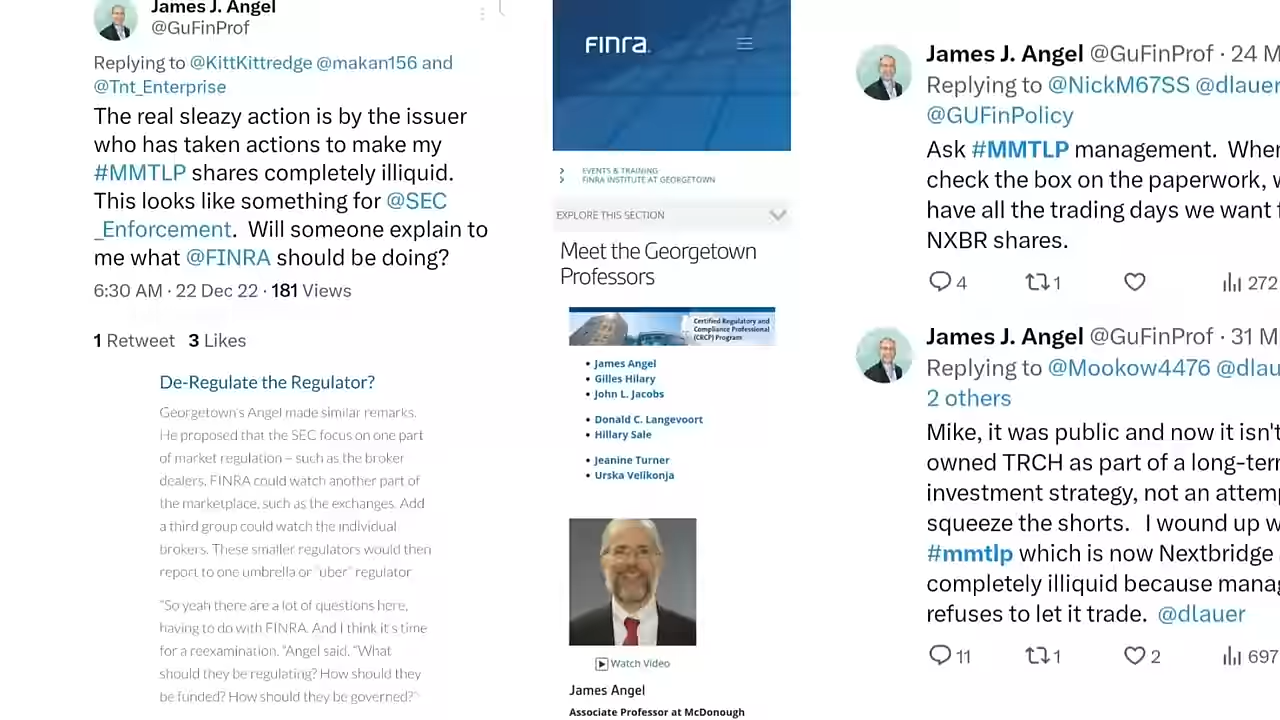 James J. Angel
@GuFinProf
Replying to @KittKittredge @makan156 and
@Tnt_Enterprise
The real sleazy action is by the issuer
who has taken actions to make my
#MMTLP shares completely illiquid.
This looks like something for @SEC
_Enforcement. Will someone explain to
me what @FINRA should be doing?
6:30 AM · 22 Dec 22 · 181 Views
1 Retweet 3 Likes
De-Regulate the Regulator?
Georgetown's Angel made similar remarks.
He proposed that the SEC focus on one part
of market regulation – such as the broker
dealers. FINRA could watch another part of
the marketplace, such as the exchanges. Add
a third group could watch the individual
brokers. These smaller regulators would then
report to one umbrella or "uber" regulator
"So yeah there are a lot of questions here,
having to do with FINRA. And I think it's time
for a reexamination. "Angel said. "What
should they be regulating? How should they
be funded? How should they be governed?"
FINRA
EVENTS & TRAINING
FINRA INSTITUTE AT GEORGETOWN
EXPLORE THIS SECTION
Meet the Georgetown
Professors
Certified Regulatory and
Compliance Professional
(CRCP) Program
• James Angel
• Gilles Hilary
• John L. Jacobs
• Donald C. Langevoort
• Hillary Sale
• Jeanine Turner
• Urska Velikonja
Watch Video
James Angel
Associate Professor at McDonough
James J. Angel @GuFinProf · 24 M
Replying to @NickM67SS @dlauer
@GUFinPolicy
Ask #MMTLP management. When
check the box on the paperwork, w
have all the trading days we want f
NXBR shares.
4 1 272
James J. Angel @GuFinProf · 31 M
Replying to @Mookow4476 @dlau
2 others
Mike, it was public and now it isn't
owned TRCH as part of a long-terr
investment strategy, not an attemp
squeeze the shorts. I wound up w
#mmtlp which is now Nextbridge
completely illiquid because manag
refuses to let it trade. @dlauer
11 1 2 697